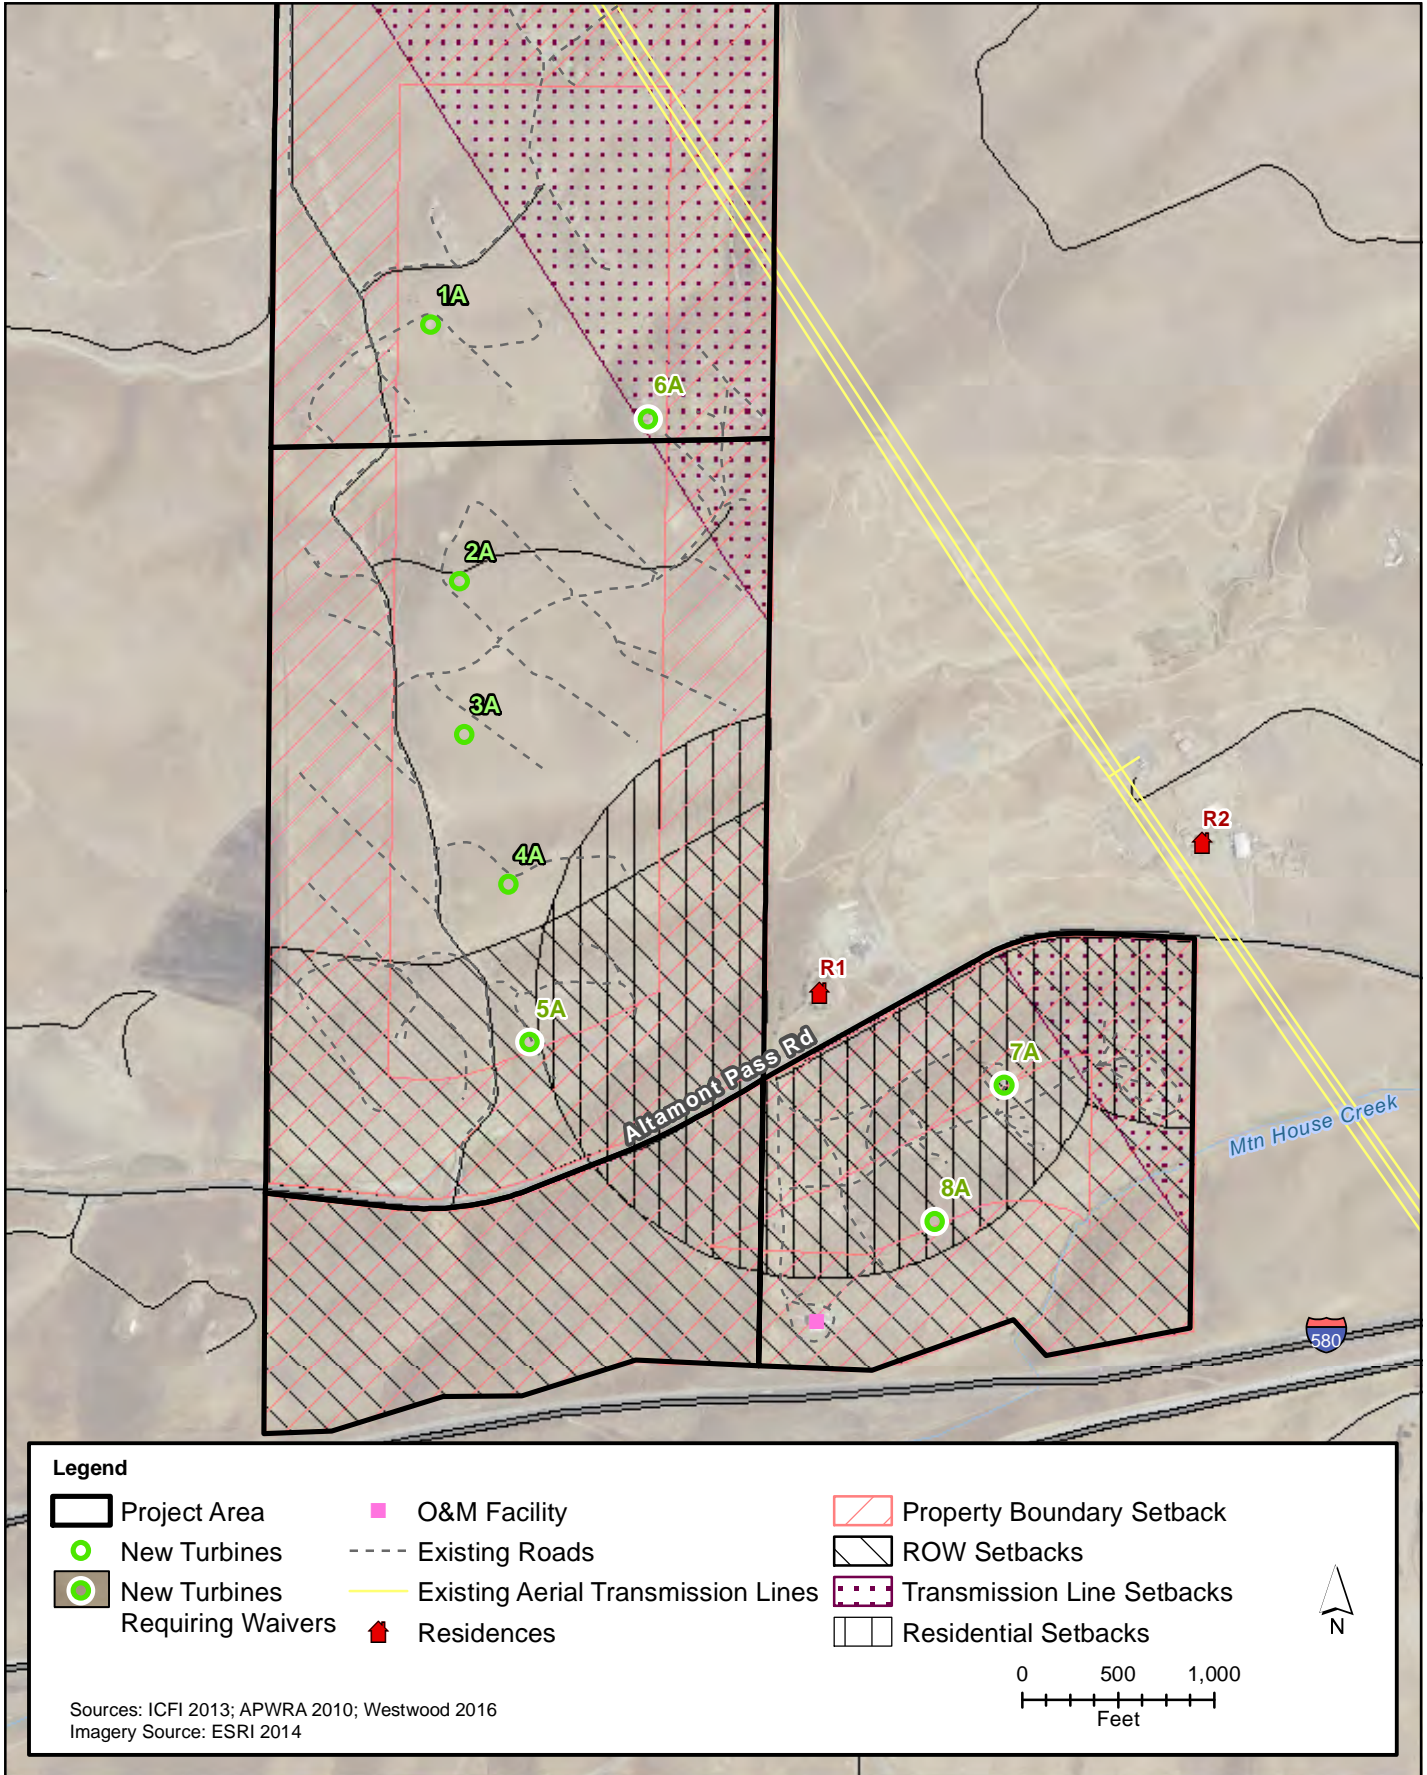 1A
6A
2A
3A
4A
R2
R1
5A
Altamont Pass Rd
7A
Mtn House Creek
8A
580
Legend
Project Area
New Turbines
New Turbines
Requiring Waivers
O&M Facility
Existing Roads
Existing Aerial Transmission Lines
Residences
Property Boundary Setback
ROW Setbacks
Transmission Line Setbacks
Residential Setbacks
N
0 500 1,000
Feet
Sources: ICFI 2013; APWRA 2010; Westwood 2016
Imagery Source: ESRI 2014